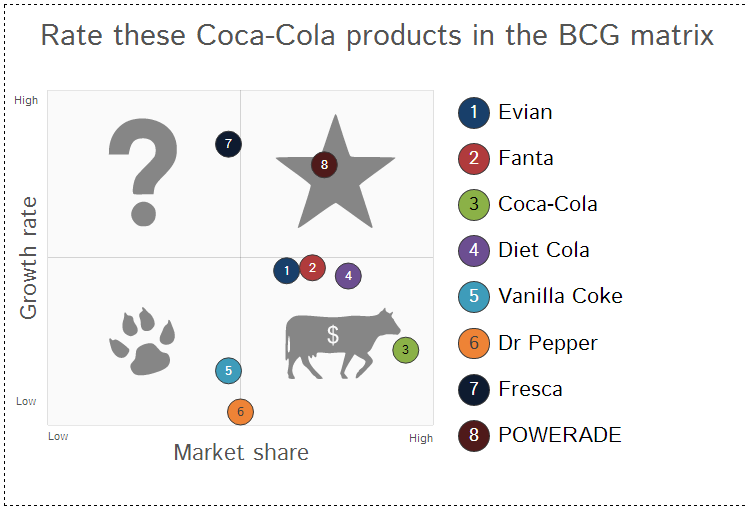 Rate these Coca-Cola products in the BCG matrix
High
Growth rate
Low
Low
Market share
High
?
$
7
8
1
2
4
3
5
6
1 Evian
2 Fanta
3 Coca-Cola
4 Diet Cola
5 Vanilla Coke
6 Dr Pepper
7 Fresca
8 POWERADE